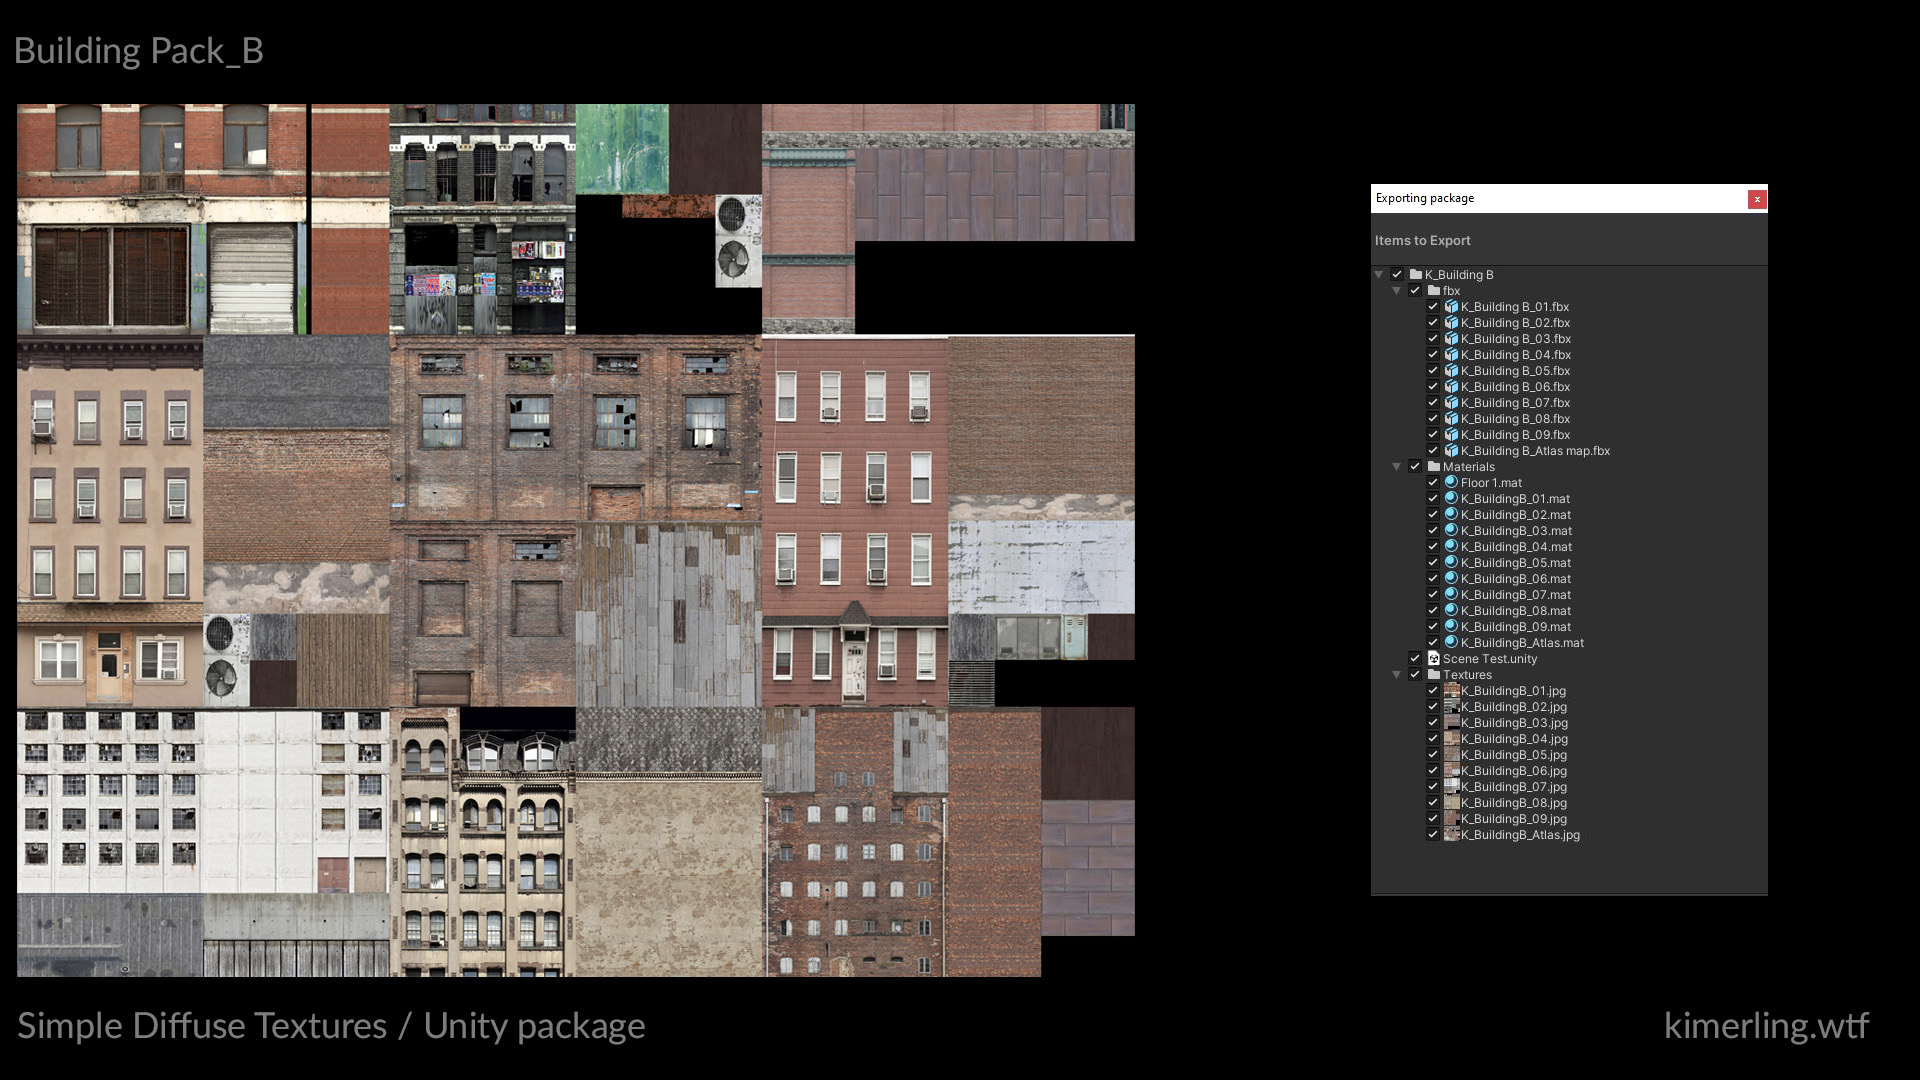 Building Pack_B
Exporting package
x
Items to Export
K_Building B
fbx
K_Building B_01.fbx
K_Building B_02.fbx
K_Building B_03.fbx
K_Building B_04.fbx
K_Building B_05.fbx
K_Building B_06.fbx
K_Building B_07.fbx
K_Building B_08.fbx
K_Building B_09.fbx
K_Building B_Atlas map.fbx
Materials
Floor 1.mat
K_BuildingB_01.mat
K_BuildingB_02.mat
K_BuildingB_03.mat
K_BuildingB_04.mat
K_BuildingB_05.mat
K_BuildingB_06.mat
K_BuildingB_07.mat
K_BuildingB_08.mat
K_BuildingB_09.mat
K_BuildingB_Atlas.mat
Scene Test.unity
Textures
K_BuildingB_01.jpg
K_BuildingB_02.jpg
K_BuildingB_03.jpg
K_BuildingB_04.jpg
K_BuildingB_05.jpg
K_BuildingB_06.jpg
K_BuildingB_07.jpg
K_BuildingB_08.jpg
K_BuildingB_09.jpg
K_BuildingB_Atlas.jpg
Simple Diffuse Textures / Unity package
kimerling.wtf